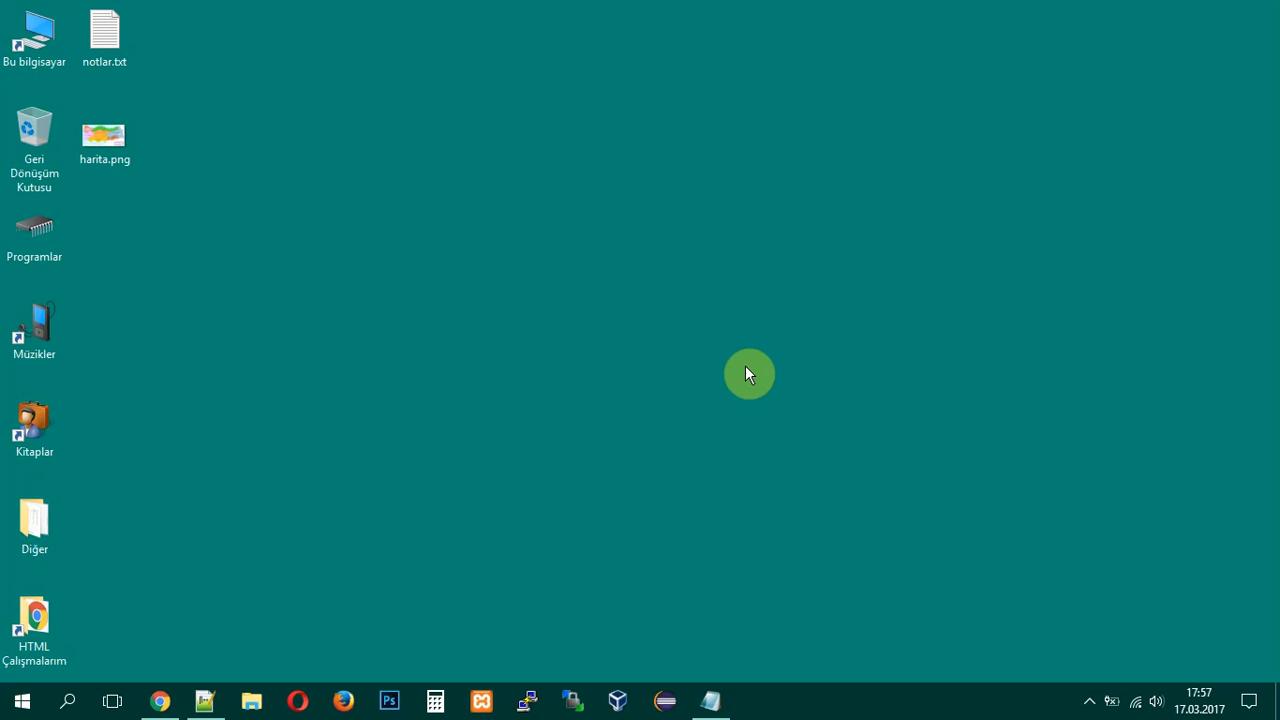 Bu bilgisayar
notlar.txt
Geri
Dönüşüm
Kutusu
harita.png
Programlar
Müzikler
Kitaplar
Diğer
HTML
Çalışmalarım
Ps
17:57
17.03.2017